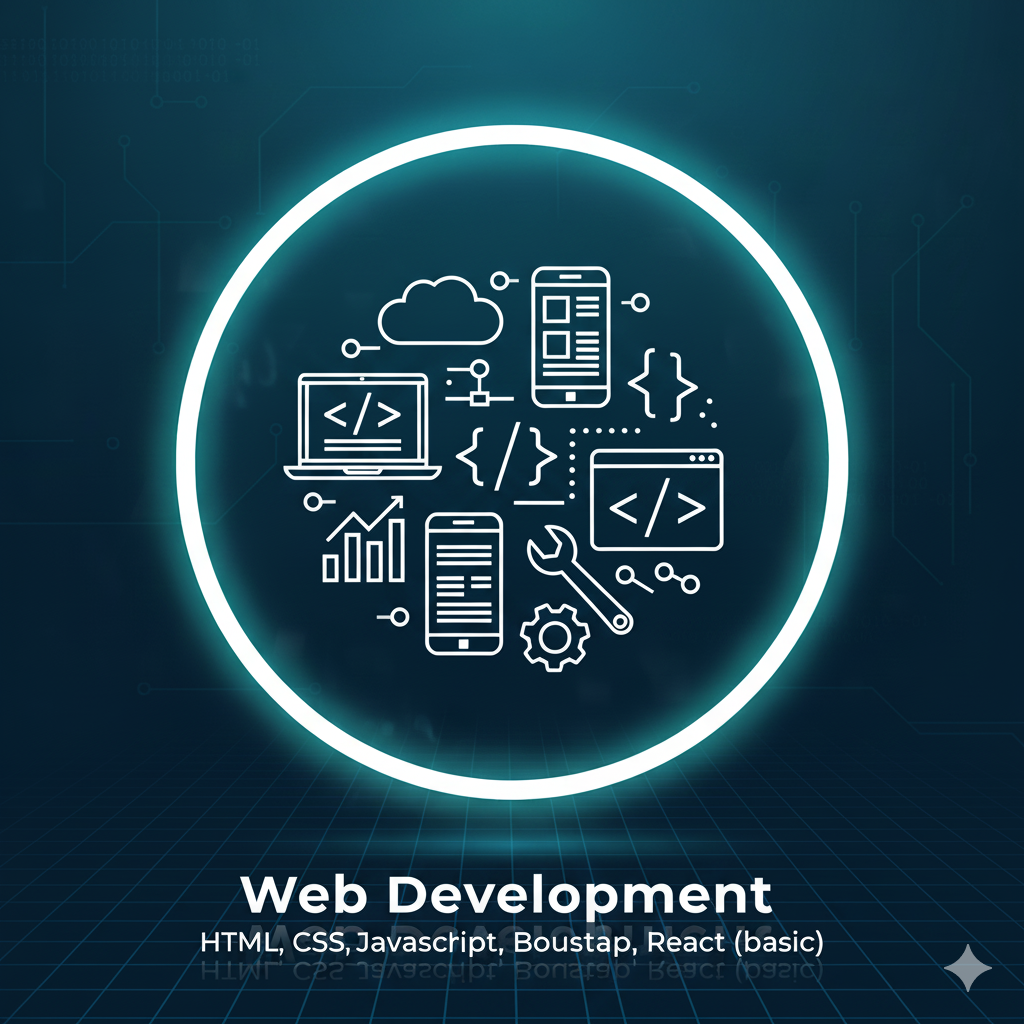 </>
{ }
{/}
</>
Web Development
HTML, CSS, Javascript, Boustap, React (basic)